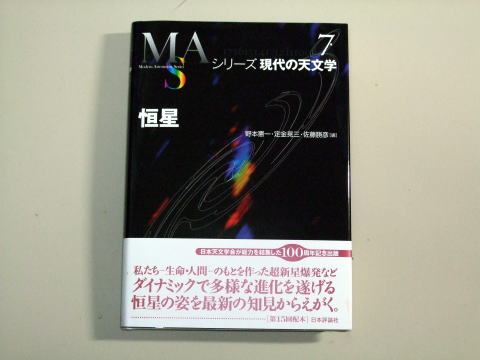 MAS
Modern Astronomy Series
7
シリーズ 現代の天文学
恒星
野本憲一・定金晃三・佐藤勝彦[編]
日本天文学会が総力を結集した100周年記念出版
私たち―生命・人間―のもとを作った超新星爆発など
ダイナミックで多様な進化を遂げる
恒星の姿を最新の知見からえがく。
[第15回配本] 日本評論社